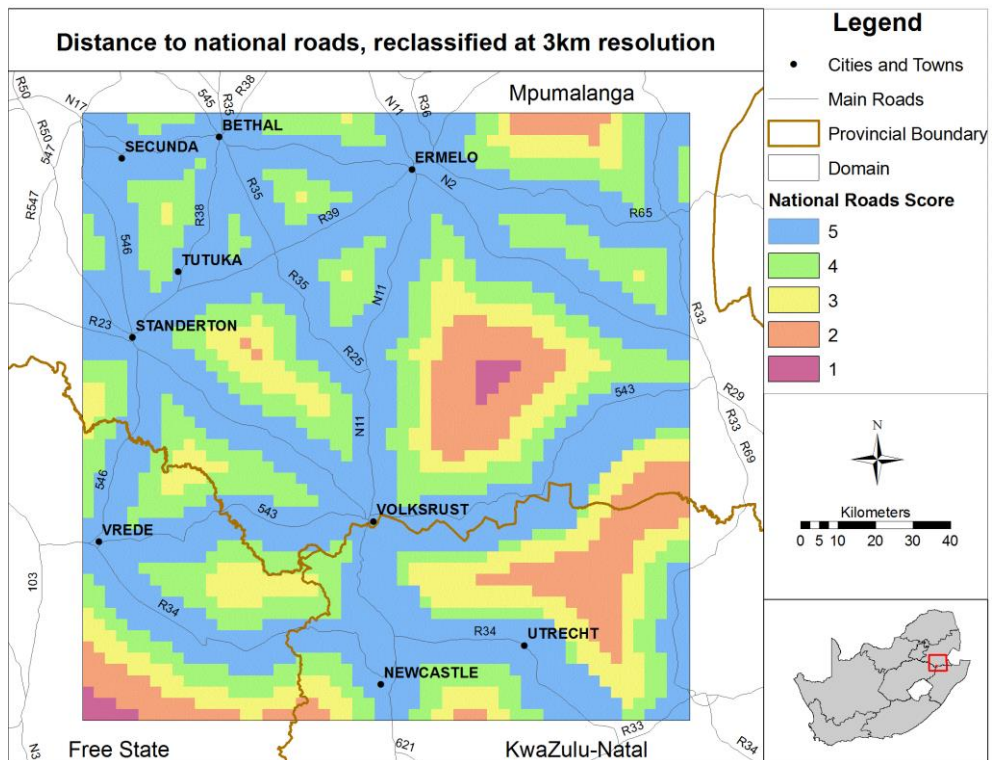 Distance to national roads, reclassified at 3km resolution
Mpumalanga
R50
N17
545
R35
R38
N11
R36
R50
547
SECUNDA
BETHAL
ERMELO
N2
R35
R547
R38
R39
R65
546
TUTUKA
R35
N11
R33
R23
STANDERTON
R25
543
R29
R33
N11
R69
546
543
VOLKSRUST
VREDE
103
R34
R34
UTRECHT
NEWCASTLE
N3
Free State
621
KwaZulu-Natal
R33
R34
Legend
Cities and Towns
Main Roads
Provincial Boundary
Domain
National Roads Score
5
4
3
2
1
N
Kilometers
0 5 10 20 30 40